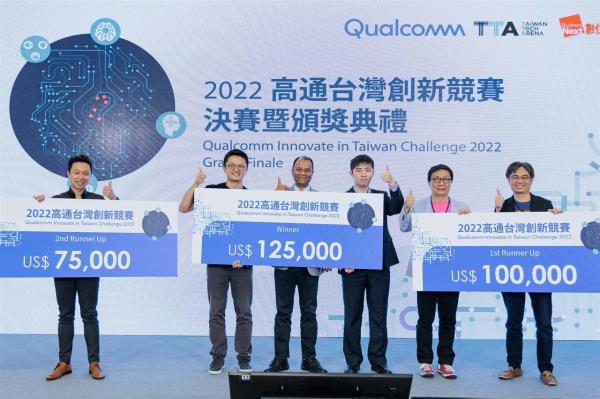 Qualcomm
TTA TAIWAN TECH ARENA
Business Next 數位
2022 高通台灣創新競賽
決賽暨頒獎典禮
Qualcomm Innovate in Taiwan Challenge 2022
Finale
2022高通台灣創新競賽
Qualcomm Innovate in Taiwan Challenge 2022
2nd Runner Up
US$ 75,000
2022高通台灣創新競賽
Qualcomm Innovate in Taiwan Challenge 2022
Winner
US$ 125,000
2022高通台灣創新競賽
Qualcomm Innovate in Taiwan Challenge 2022
1st Runner Up
US$ 100,000